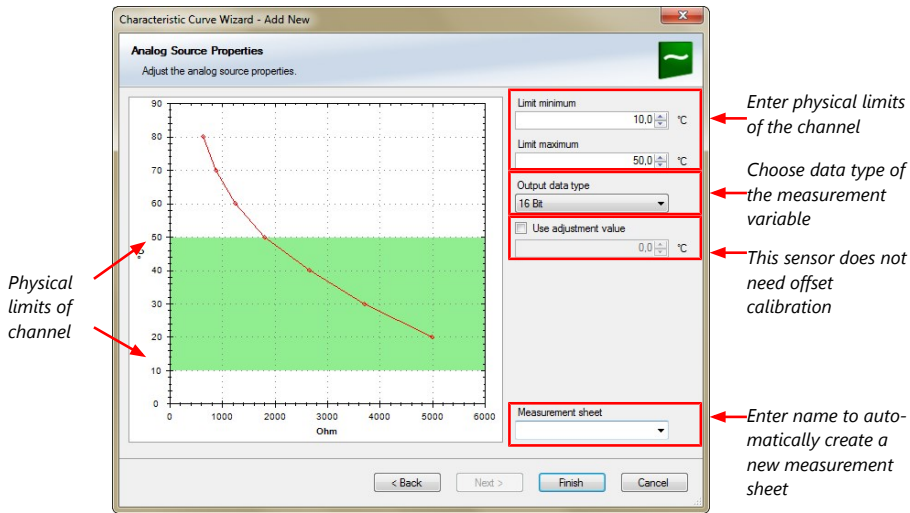 Characteristic Curve Wizard - Add New
Analog Source Properties
Adjust the analog source properties.
90
80
70
60
50
40
30
20
10
0
°C
0 1000 2000 3000 4000 5000 6000
Ohm
Limit minimum
10,0 °C
Limit maximum
50,0 °C
Output data type
16 Bit
Use adjustment value
0,0 °C
Measurement sheet
< Back Next > Finish Cancel
Physical
limits of
channel
Enter physical limits
of the channel
Choose data type of
the measurement
variable
This sensor does not
need offset
calibration
Enter name to auto-
matically create a
new measurement
sheet